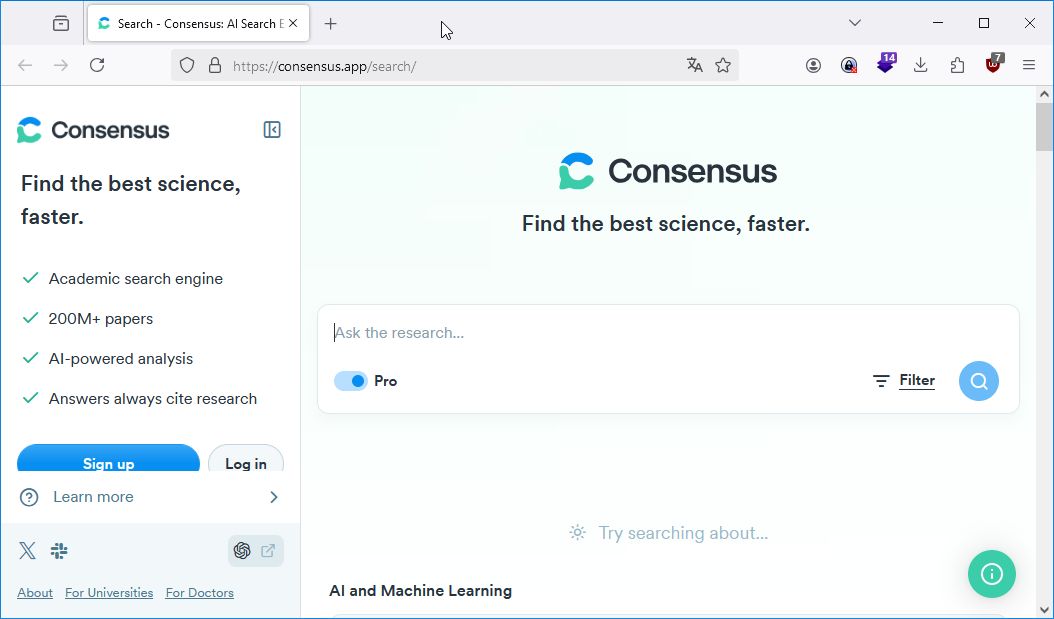 Search - Consensus: AI Search E
https://consensus.app/search/
14
7
Consensus
Find the best science,
faster.
Academic search engine
200M+ papers
AI-powered analysis
Answers always cite research
Sign up
Log in
Learn more
About
For Universities
For Doctors
Consensus
Find the best science, faster.
Ask the research...
Pro
Filter
Try searching about...
AI and Machine Learning